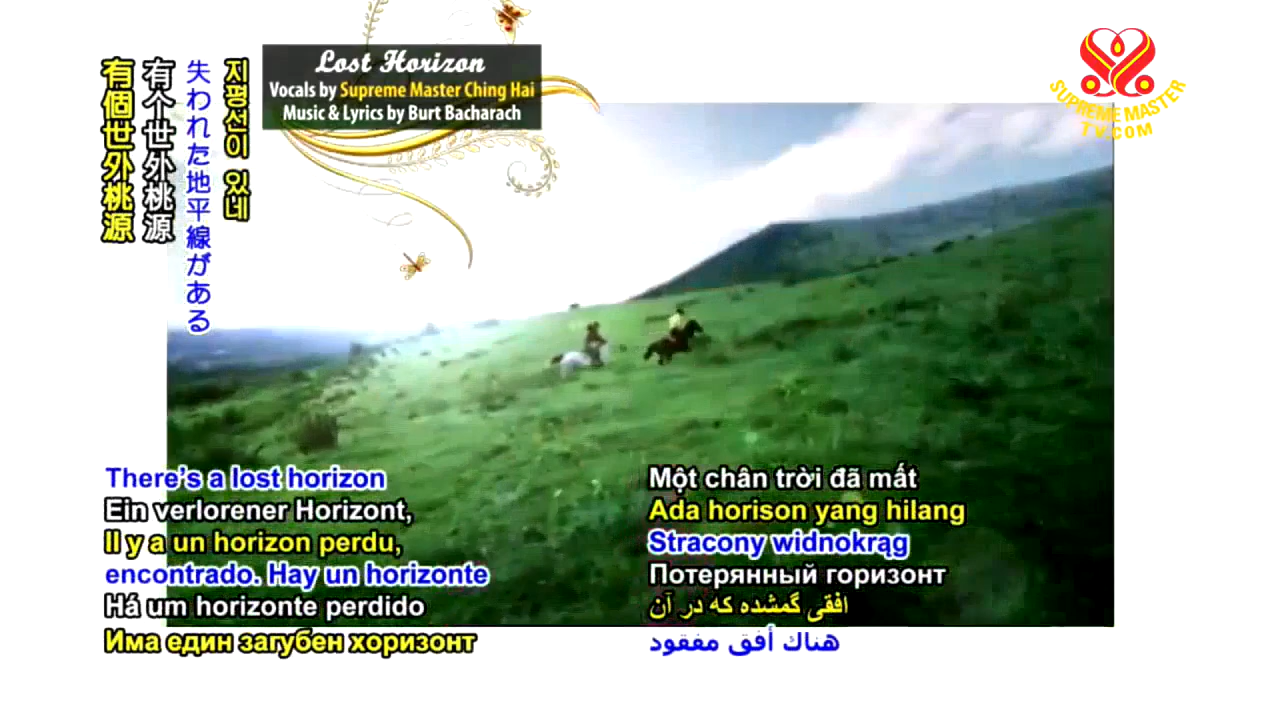 Lost Horizon
Vocals by Supreme Master Ching Hai
Music & Lyrics by Burt Bacharach
SUPREME MASTER
TV.COM
지평선이 있네
失われた地平線がある
有个世外桃源
有個世外桃源
There's a lost horizon
Ein verlorener Horizont,
Il y a un horizon perdu,
encontrado. Hay un horizonte
Há um horizonte perdido
Има един загубен хоризонт
Một chân trời đã mất
Ada horison yang hilang
Stracony widnokrąg
Потерянный горизонт
افقی گمشده که در آن
هناك أفق مفقود